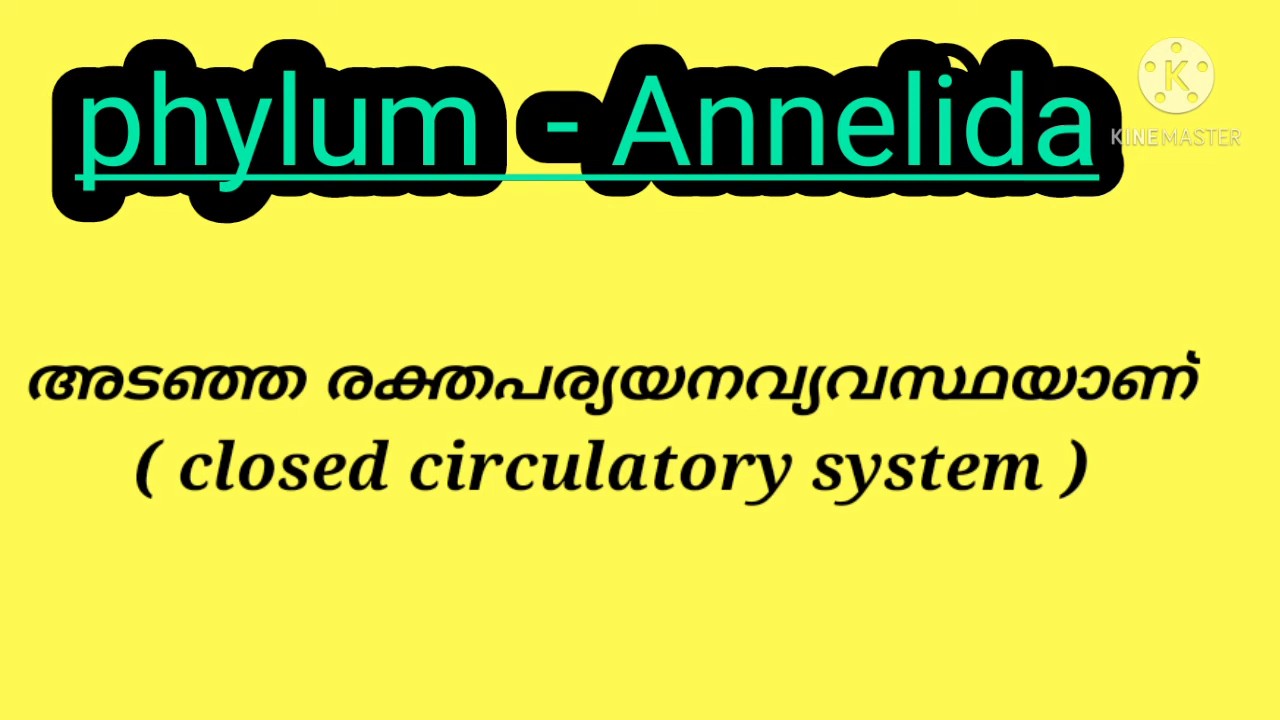 phylum - Annelida
K
KINEMASTER
അടഞ്ഞ രക്തപര്യയനവ്യവസ്ഥയാണ്
( closed circulatory system )